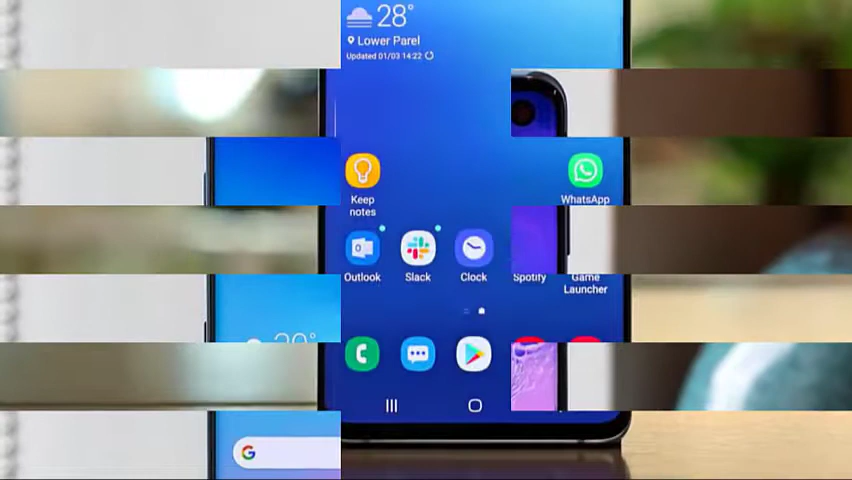 28°
Lower Parel
Updated 01/03 14:22
Keep
notes
WhatsApp
Outlook
Slack
Clock
Spotify
Game
Launcher